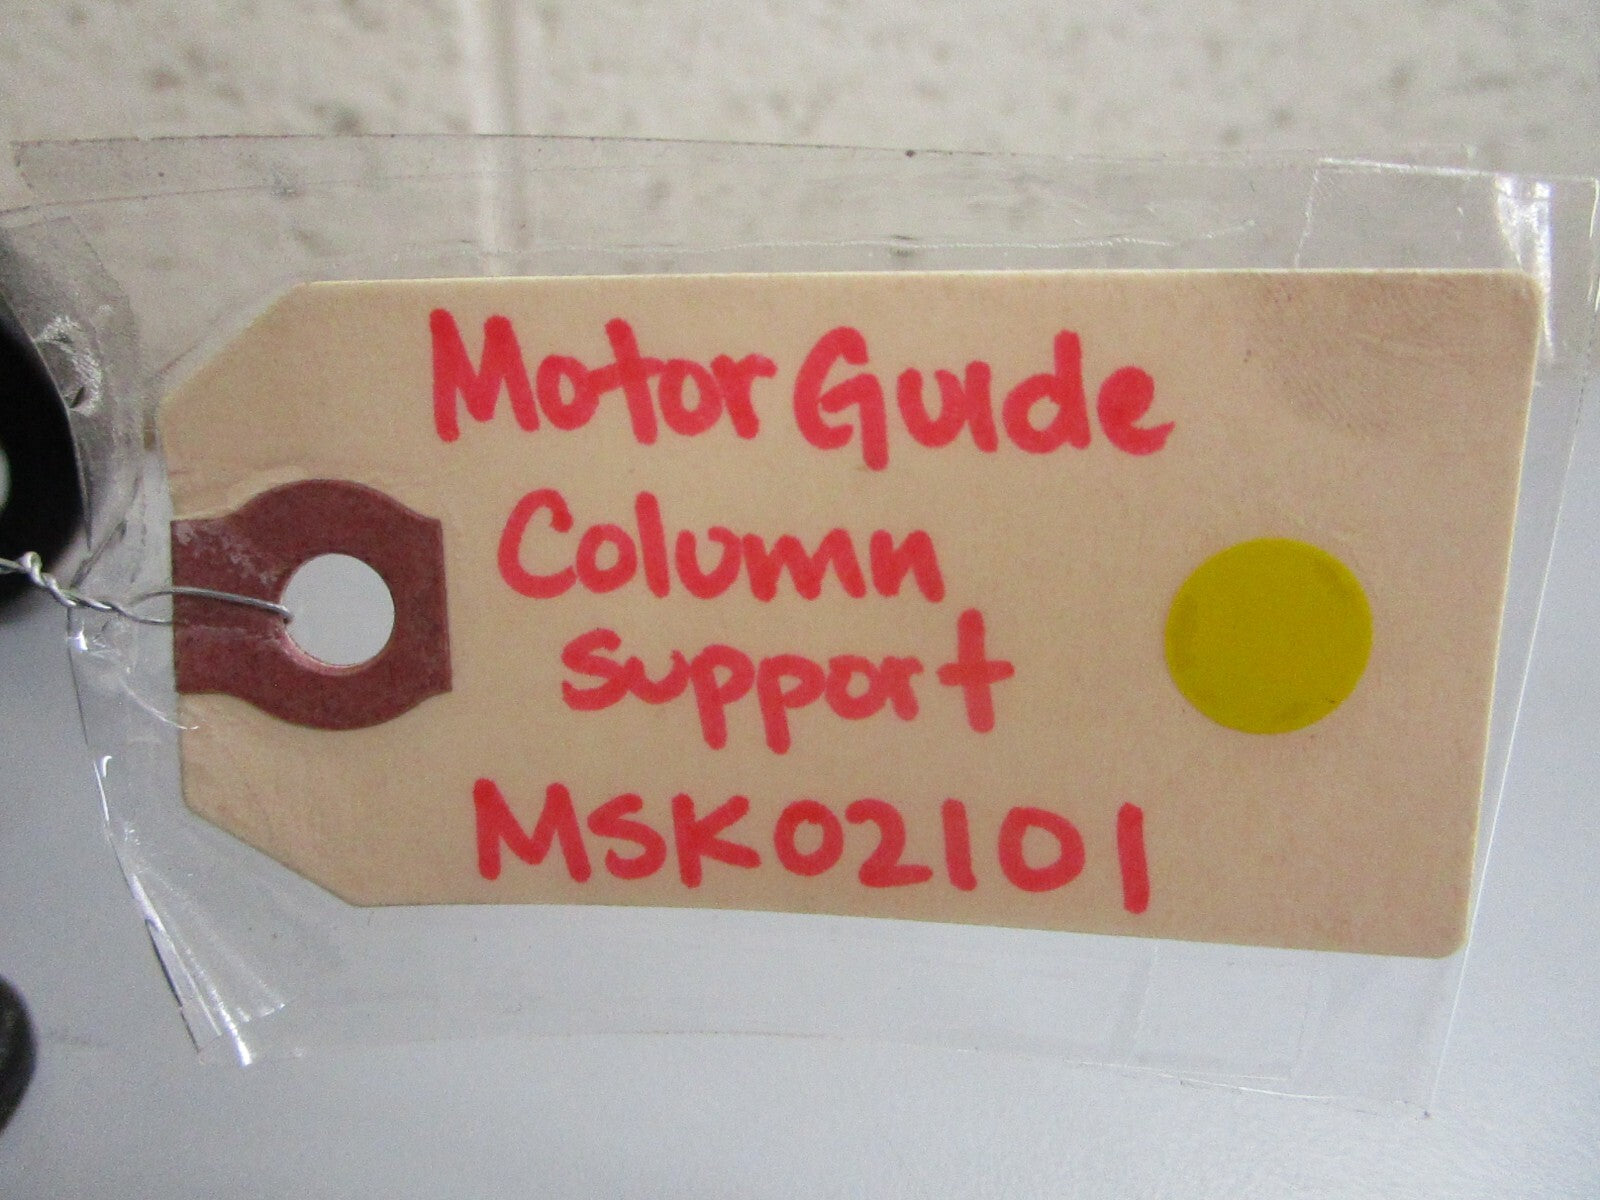 Motor Guide
Column
support
MSK02101